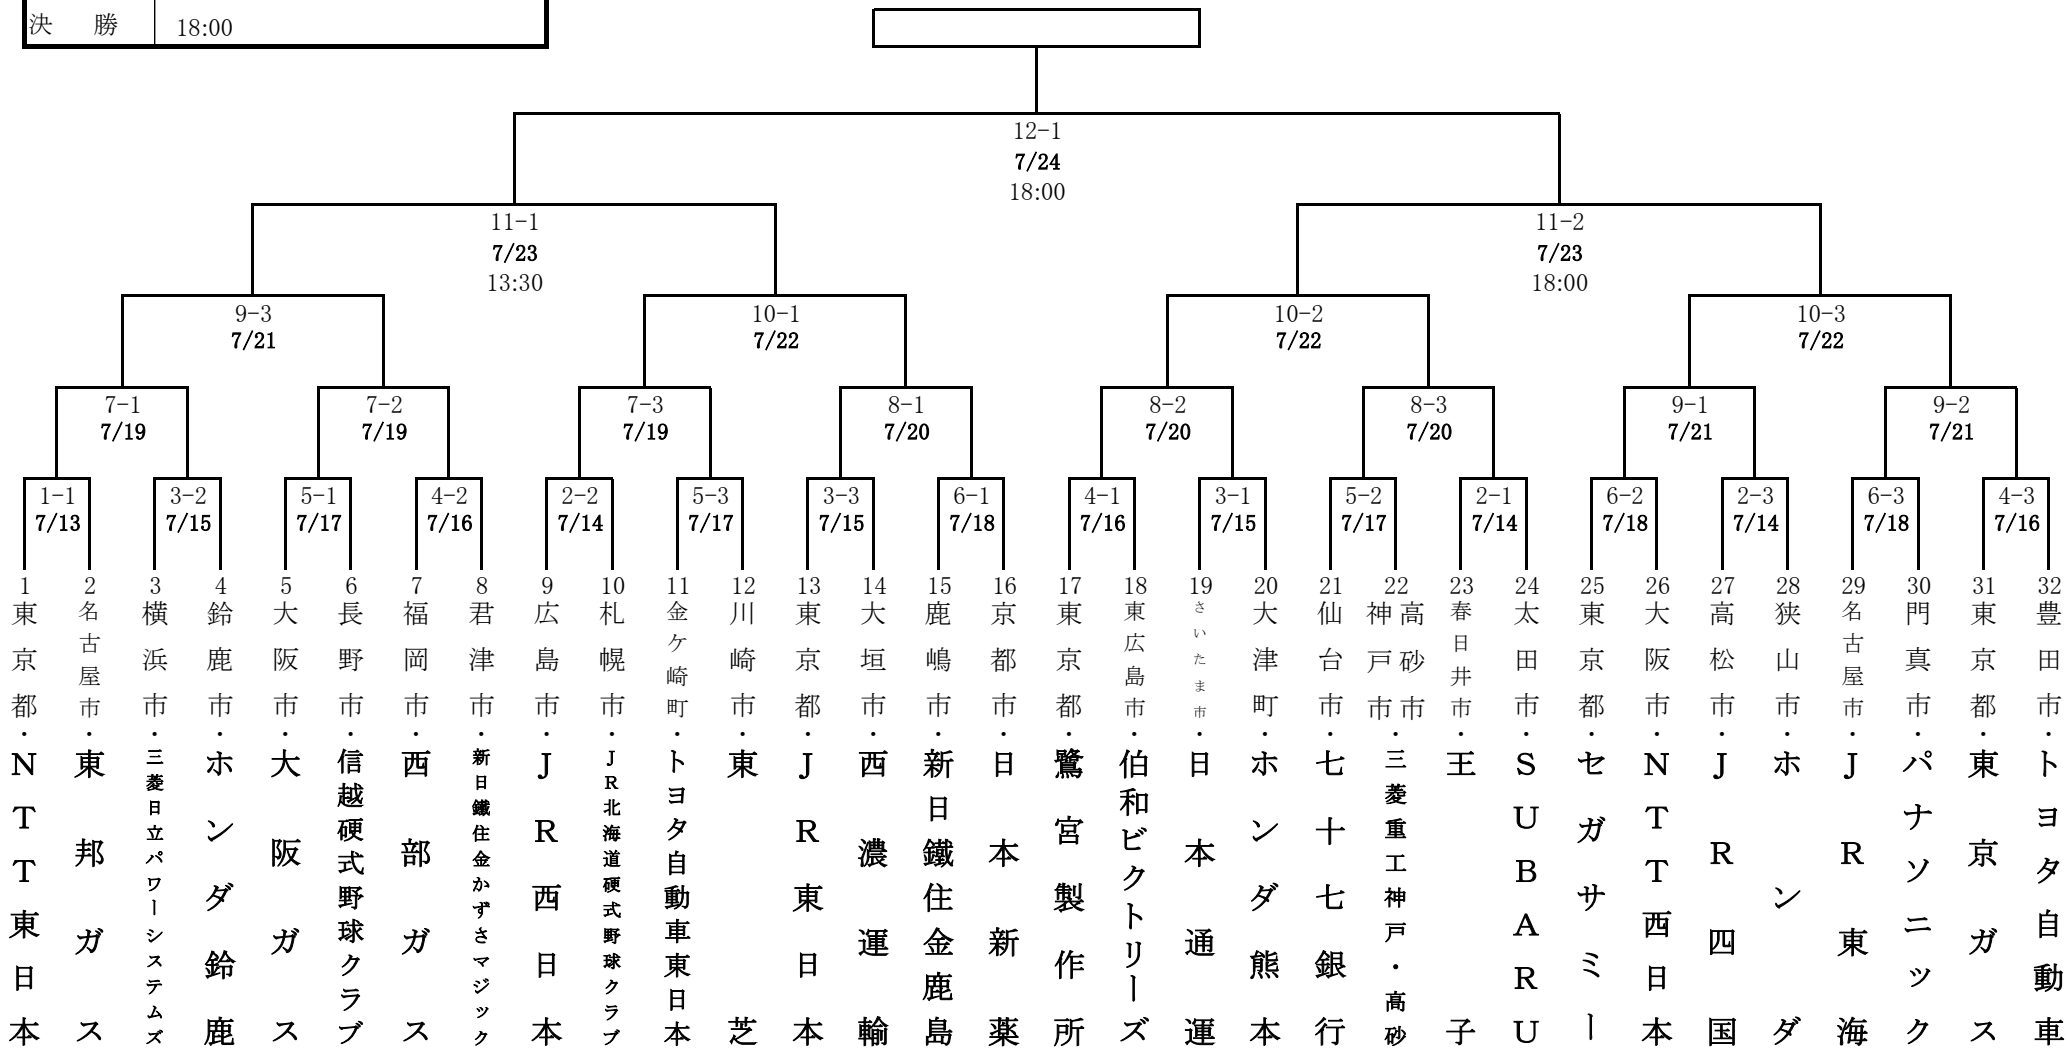 決　勝　18:00
12-1
7/24
18:00
11-1　11-2
7/23　7/23
13:30　18:00
9-3　10-1　10-2　10-3
7/21　7/22　7/22　7/22
7-1　7-2　7-3　8-1　8-2　8-3　9-1　9-2
7/19　7/19　7/19　7/20　7/20　7/20　7/21　7/21
1-1　3-2　5-1　4-2　2-2　5-3　3-3　6-1　4-1　3-1　5-2　2-1　6-2　2-3　6-3　4-3
7/13　7/15　7/17　7/16　7/14　7/17　7/15　7/18　7/16　7/15　7/17　7/14　7/18　7/14　7/18　7/16
1 東京都・NTT東日本
2 名古屋市・東邦ガス
3 横浜市・三菱日立パワーシステムズ
4 鈴鹿市・ホンダ鈴鹿
5 大阪市・大阪ガス
6 長野市・信越硬式野球クラブ
7 福岡市・西部ガス
8 君津市・新日鐵住金かずさマジック
9 広島市・JR西日本
10 札幌市・JR北海道硬式野球クラブ
11 金ケ崎町・トヨタ自動車東日本
12 川崎市・東芝
13 東京都・JR東日本
14 大垣市・西濃運輸
15 鹿嶋市・新日鐵住金鹿島
16 京都市・日本新薬
17 東京都・鷺宮製作所
18 東広島市・伯和ビクトリーズ
19 さいたま市・日本通運
20 大津町・ホンダ熊本
21 仙台市・七十七銀行
22 神戸市 高砂市・三菱重工神戸・高砂
23 春日井市・王子
24 太田市・SUBARU
25 東京都・セガサミー
26 大阪市・NTT西日本
27 高松市・JR四国
28 狭山市・ホンダ
29 名古屋市・JR東海
30 門真市・パナソニック
31 東京都・東京ガス
32 豊田市・トヨタ自動車